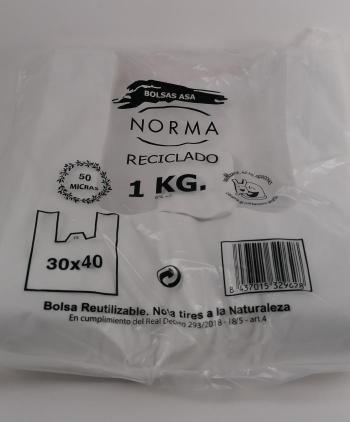 BOLSAS ASA
NORMA
RECICLADO
50
MICRAS
1 KG.
30x40
8 437015 329628
Bolsa Reutilizable. No la tires a la Naturaleza
En cumplimiento del Real Decreto 293/2018 - 18/5 - art.4